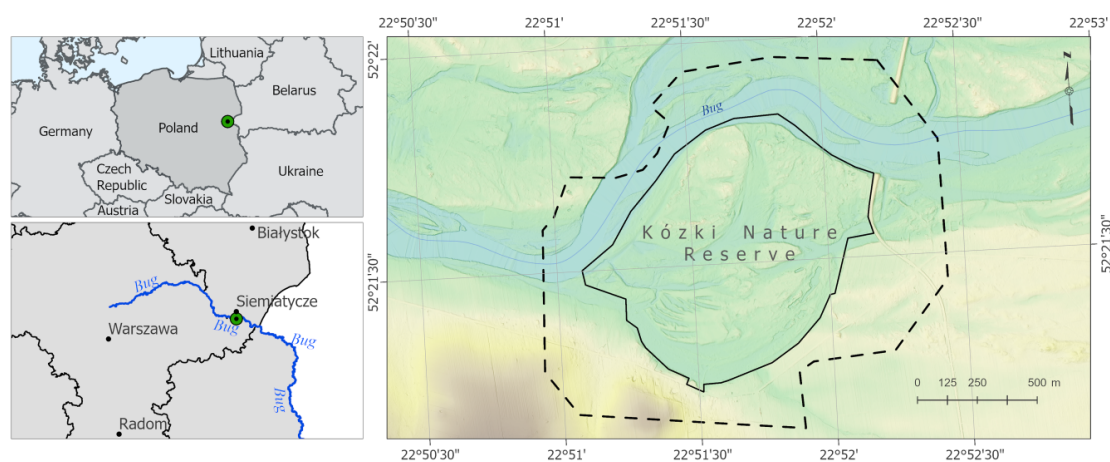 Lithuania
Belarus
Germany
Poland
Czech
Republic
Ukraine
Slovakia
Austria
Białystok
Bug
Siemiatycze
Bug
Warszawa
Bug
Bug
Radom
22°50'30"
22°51'
22°51'30"
22°52'
22°52'30"
22°53'
52°22'
52°22'
z
Bug
Kózki Nature
Reserve
52°21'30"
52°21'30"
0 125 250 500 m
22°50'30"
22°51'
22°51'30"
22°52'
22°52'30"